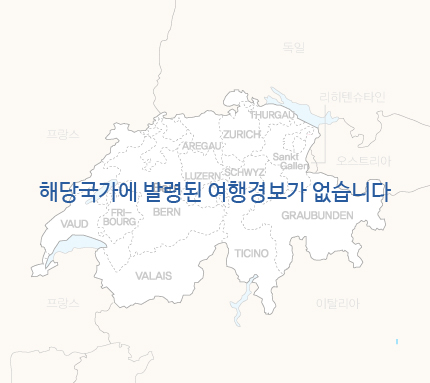 독일
THURGAU
리히텐슈타인
프랑스
ZURICH
AREGAU
Sankt
Gallen
오스트리아
LUZERN
SCHWYZ
해당국가에 발령된 여행경보가 없습니다
VAUD
FRI-
BOURG
BERN
GRAUBUNDEN
TICINO
VALAIS
프랑스
이탈리아